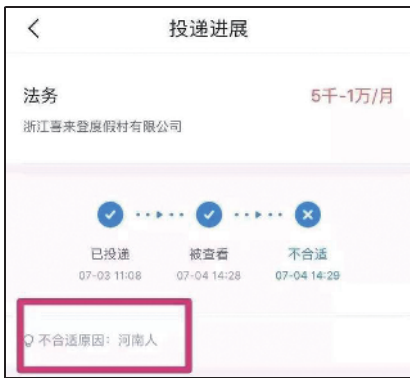 投递进展
法务
5千-1万/月
浙江喜来登度假村有限公司
已投递
被查看
不合适
07-03 11:08
07-04 14:28
07-04 14:29
不合适原因：河南人